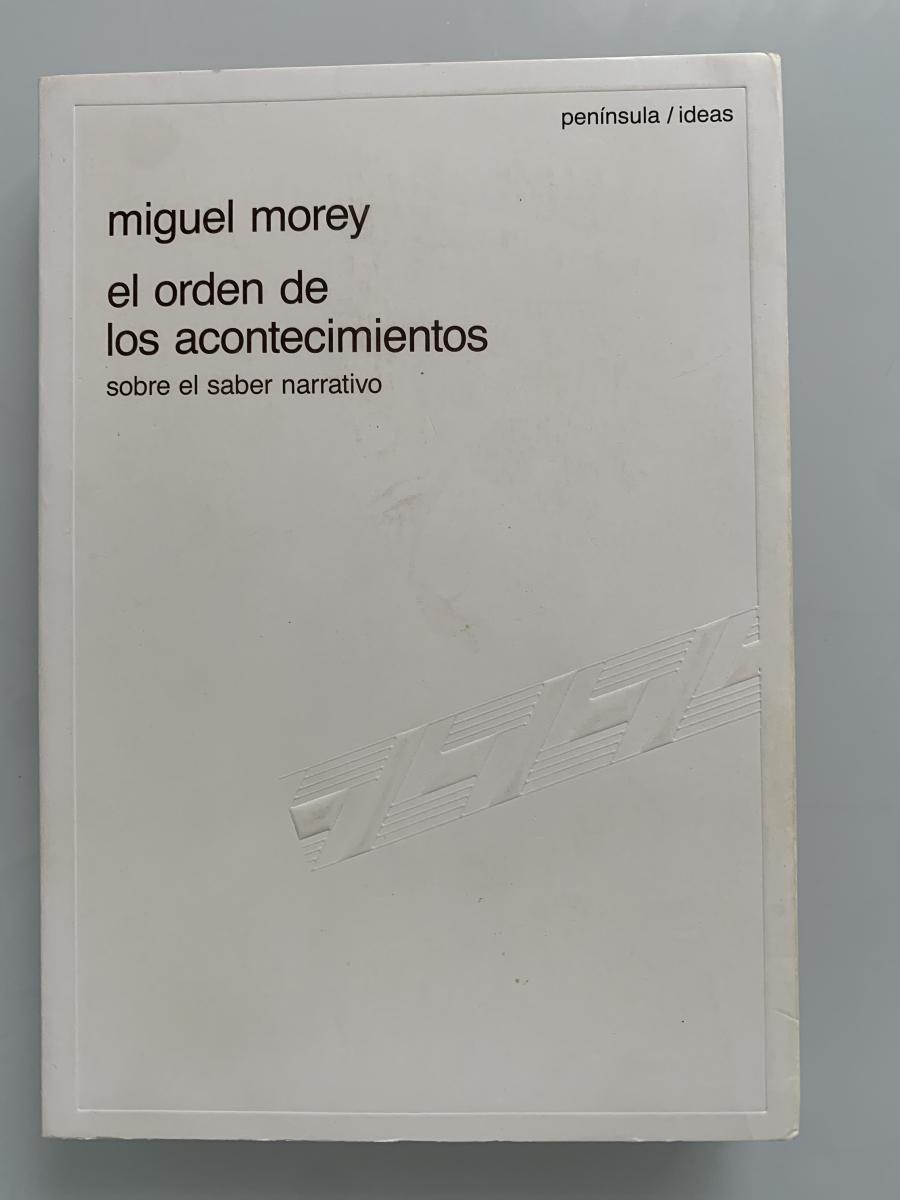 península / ideas
miguel morey
el orden de
los acontecimientos
sobre el saber narrativo